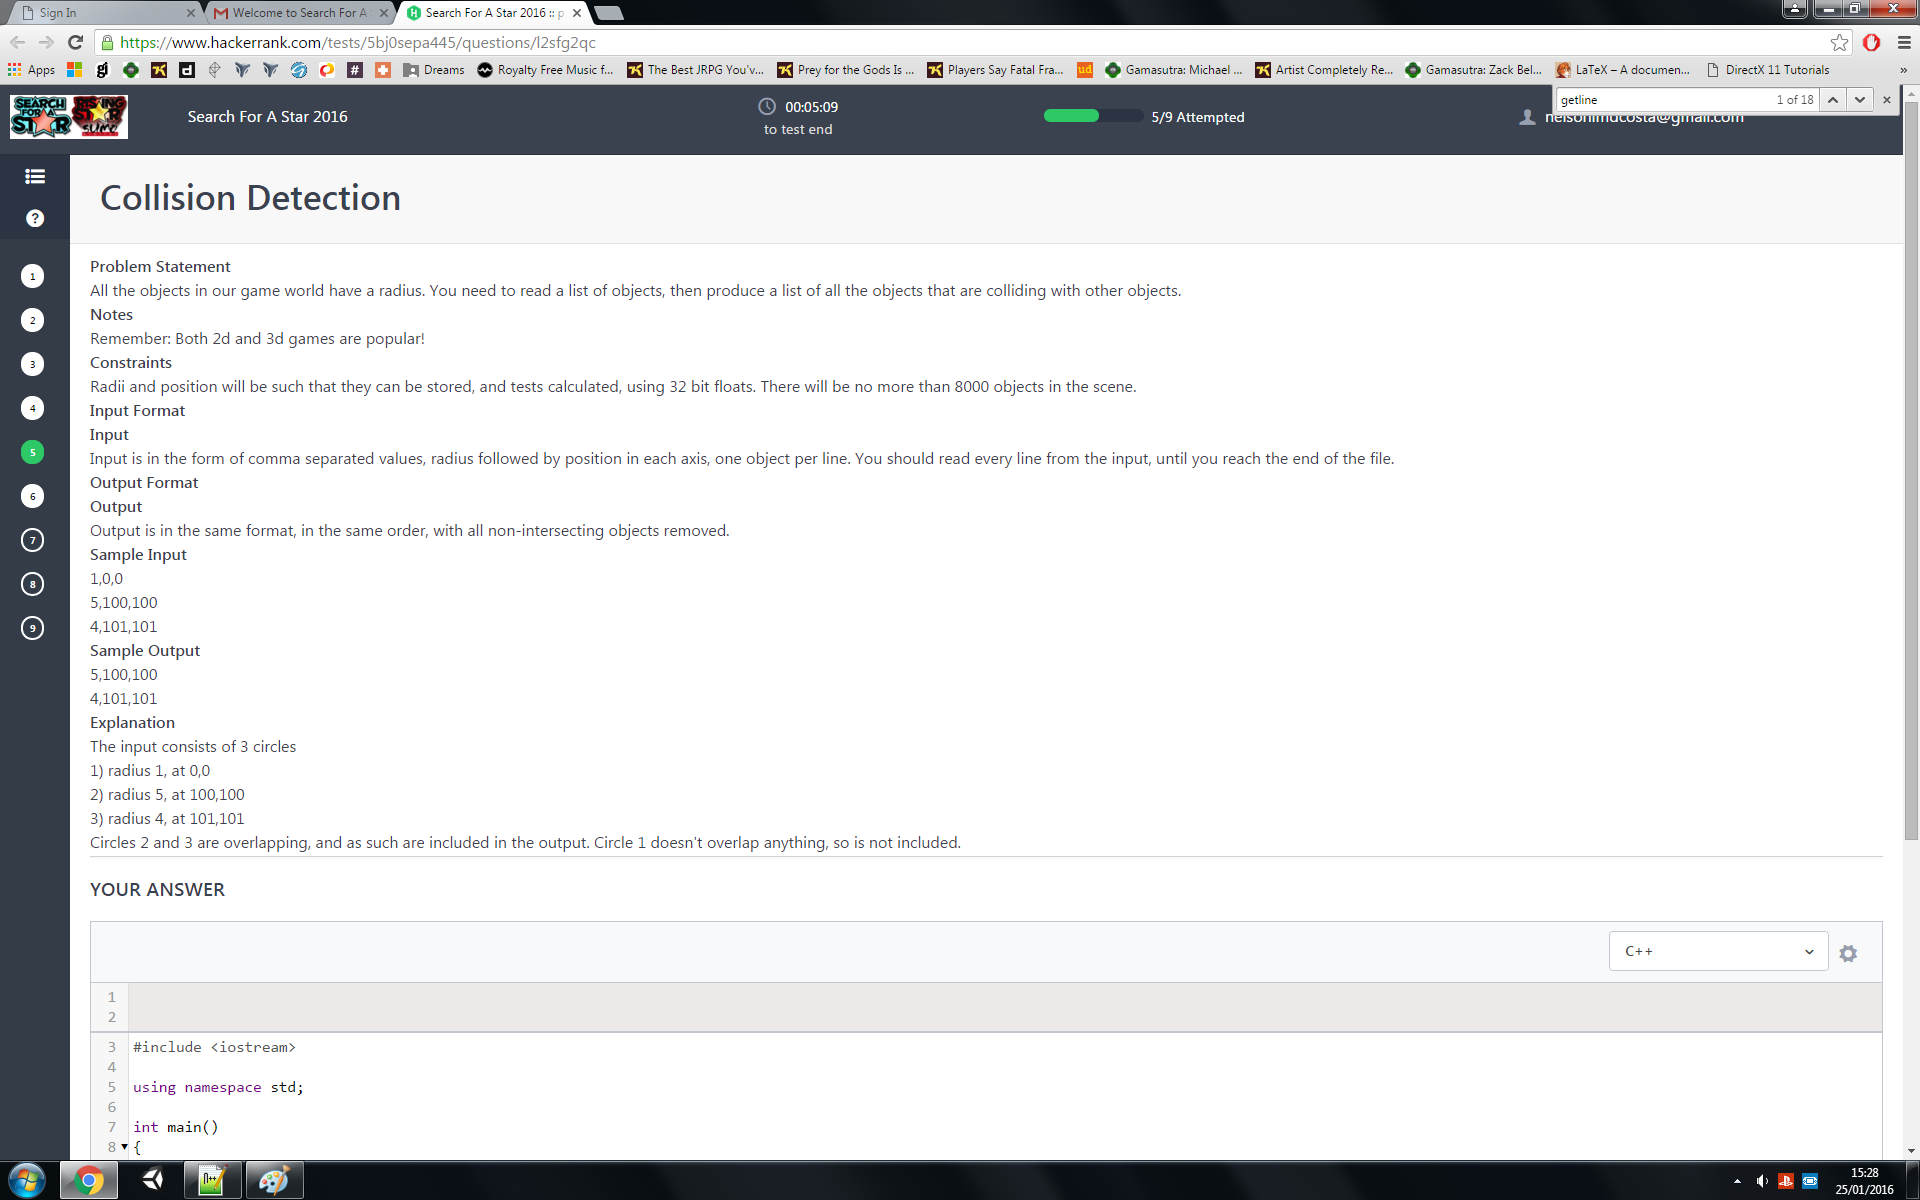 Sign In
Welcome to Search For A
Search For A Star 2016 :: p
https://www.hackerrank.com/tests/5bj0sepa445/questions/l2sfg2qc
Apps
Dreams
Royalty Free Music f...
The Best JRPG You'v...
Prey for the Gods Is ...
Players Say Fatal Fra...
ud
Gamasutra: Michael ...
Artist Completely Re...
Gamasutra: Zack Bel...
LaTeX – A documen...
DirectX 11 Tutorials
»
getline
1 of 18
SEARCH FOR A STAR
RISING STAR SUMO
Search For A Star 2016
00:05:09
to test end
5/9 Attempted
Collision Detection
1
2
3
4
5
6
7
8
9
Problem Statement
All the objects in our game world have a radius. You need to read a list of objects, then produce a list of all the objects that are colliding with other objects.
Notes
Remember: Both 2d and 3d games are popular!
Constraints
Radii and position will be such that they can be stored, and tests calculated, using 32 bit floats. There will be no more than 8000 objects in the scene.
Input Format
Input
Input is in the form of comma separated values, radius followed by position in each axis, one object per line. You should read every line from the input, until you reach the end of the file.
Output Format
Output
Output is in the same format, in the same order, with all non-intersecting objects removed.
Sample Input
1,0,0
5,100,100
4,101,101
Sample Output
5,100,100
4,101,101
Explanation
The input consists of 3 circles
1) radius 1, at 0,0
2) radius 5, at 100,100
3) radius 4, at 101,101
Circles 2 and 3 are overlapping, and as such are included in the output. Circle 1 doesn't overlap anything, so is not included.
YOUR ANSWER
C++
1
2
3 #include <iostream>
4
5 using namespace std;
6
7 int main()
8 {
15:28
25/01/2016